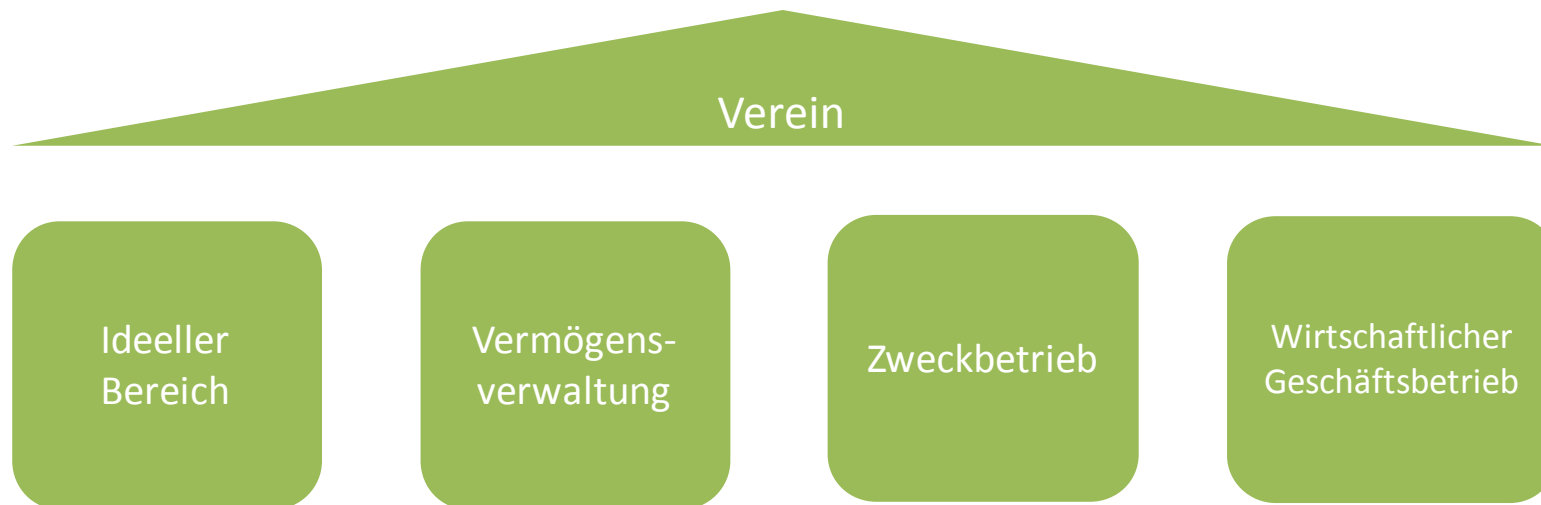 Verein
Ideeller
Bereich
Vermögens-
verwaltung
Zweckbetrieb
Wirtschaftlicher
Geschäftsbetrieb